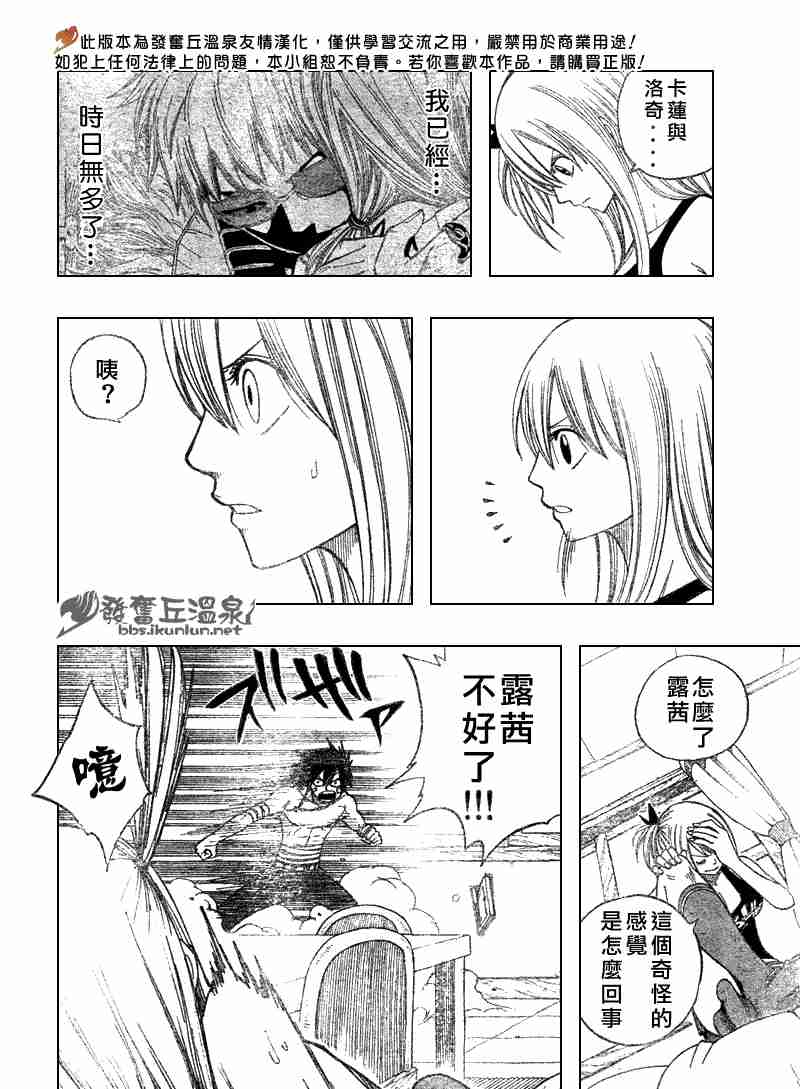 此版本為發奮丘溫泉友情漢化，僅供學習交流之用，嚴禁用於商業用途！
如犯上任何法律上的問題，本小組恕不負責。若你喜歡本作品，請購買正版！
卡蓮與
洛奇．．．．
我已經…
時日無多了…
咦？
發奮丘溫泉
bbs.ikunlun.net
怎麼了
露茜
這個奇怪的
感覺
是怎麼回事
露茜
不好了!!!
ズザァ
噫